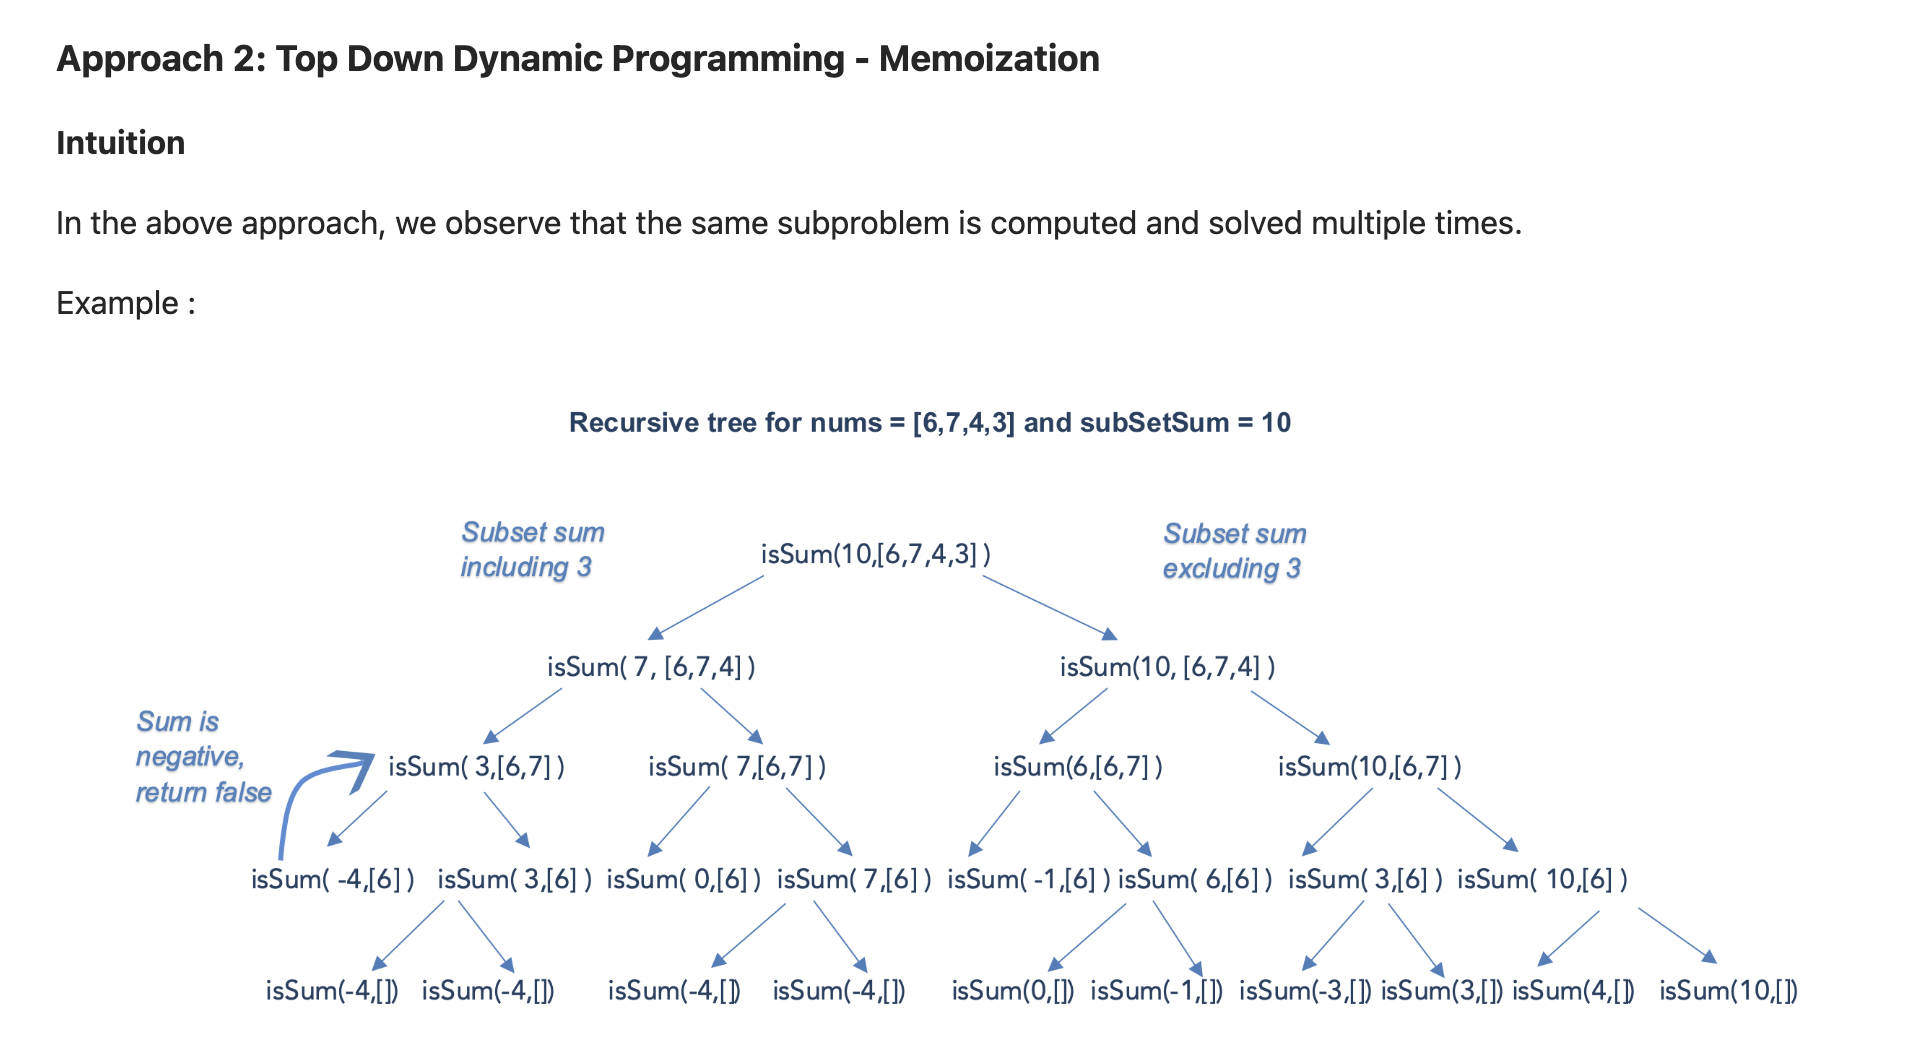 Approach 2: Top Down Dynamic Programming - Memoization
Intuition
In the above approach, we observe that the same subproblem is computed and solved multiple times.
Example :
Recursive tree for nums = [6,7,4,3] and subSetSum = 10
Subset sum
including 3
isSum(10,[6,7,4,3] )
Subset sum
excluding 3
isSum( 7, [6,7,4] )
isSum(10, [6,7,4] )
Sum is
negative,
return false
isSum( 3,[6,7] )
isSum( 7,[6,7] )
isSum(6,[6,7] )
isSum(10,[6,7] )
isSum( -4,[6] )
isSum( 3,[6] )
isSum( 0,[6] )
isSum( 7,[6] )
isSum( -1,[6] )
isSum( 6,[6] )
isSum( 3,[6] )
isSum( 10,[6] )
isSum(-4,[])
isSum(-4,[])
isSum(-4,[])
isSum(-4,[])
isSum(0,[])
isSum(-1,[])
isSum(-3,[])
isSum(3,[])
isSum(4,[])
isSum(10,[])